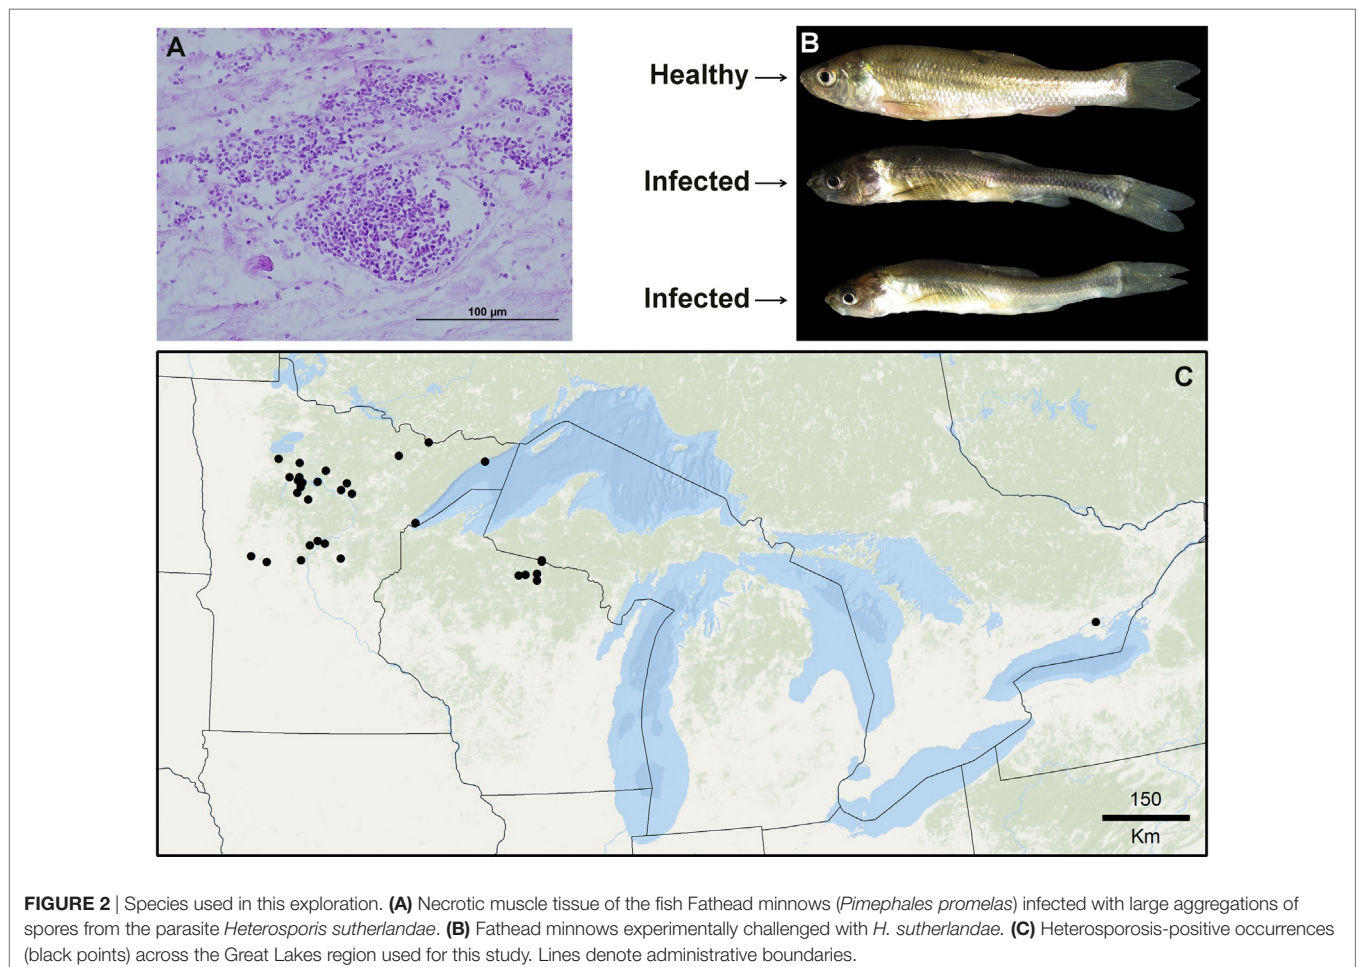 A
100 µm
B
Healthy
Infected
Infected
C
150
Km
FIGURE 2 | Species used in this exploration. (A) Necrotic muscle tissue of the fish Fathead minnows (Pimephales promelas) infected with large aggregations of
spores from the parasite Heterosporis sutherlandae. (B) Fathead minnows experimentally challenged with H. sutherlandae. (C) Heterosporosis-positive occurrences
(black points) across the Great Lakes region used for this study. Lines denote administrative boundaries.